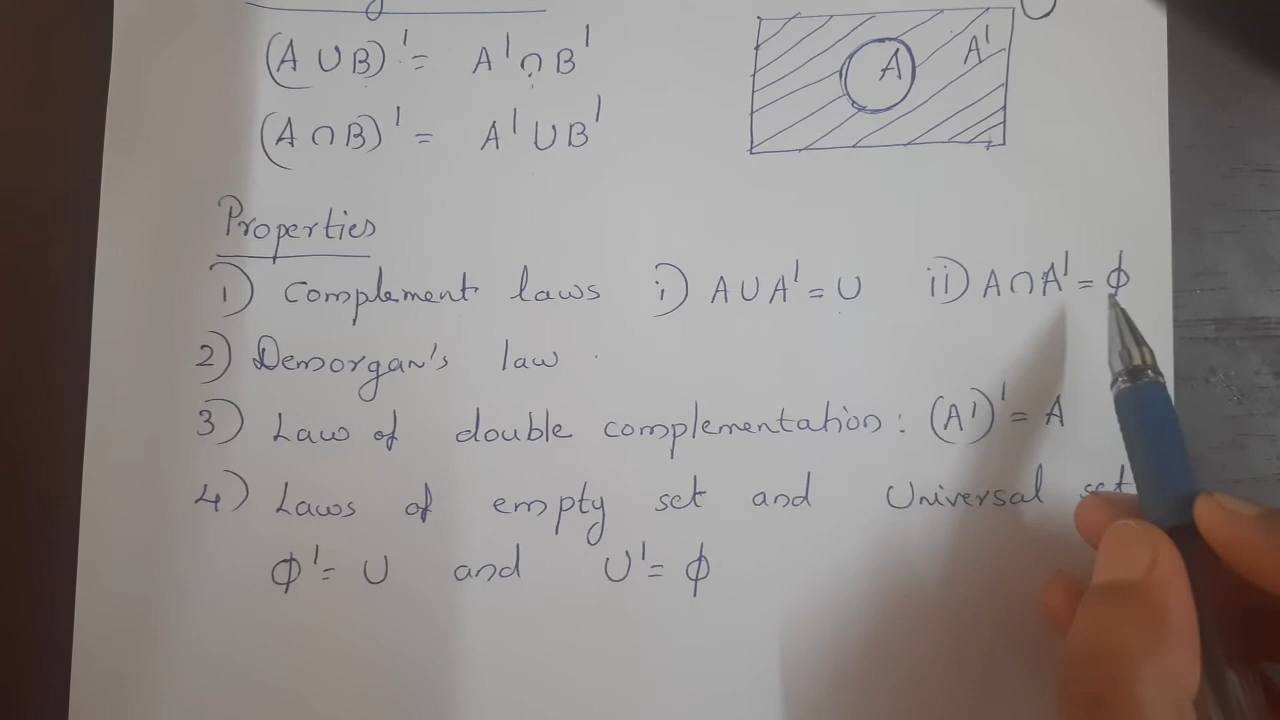 (A ∪ B)' = A' ∩ B'
(A ∩ B)' = A' ∪ B'
U
A
A'
Properties
1) Complement laws i) A ∪ A' = U ii) A ∩ A' = ϕ
2) Demorgan's law .
3) Law of double complementation : (A')' = A
4) Laws of empty set and Universal set
ϕ' = U and U' = ϕ